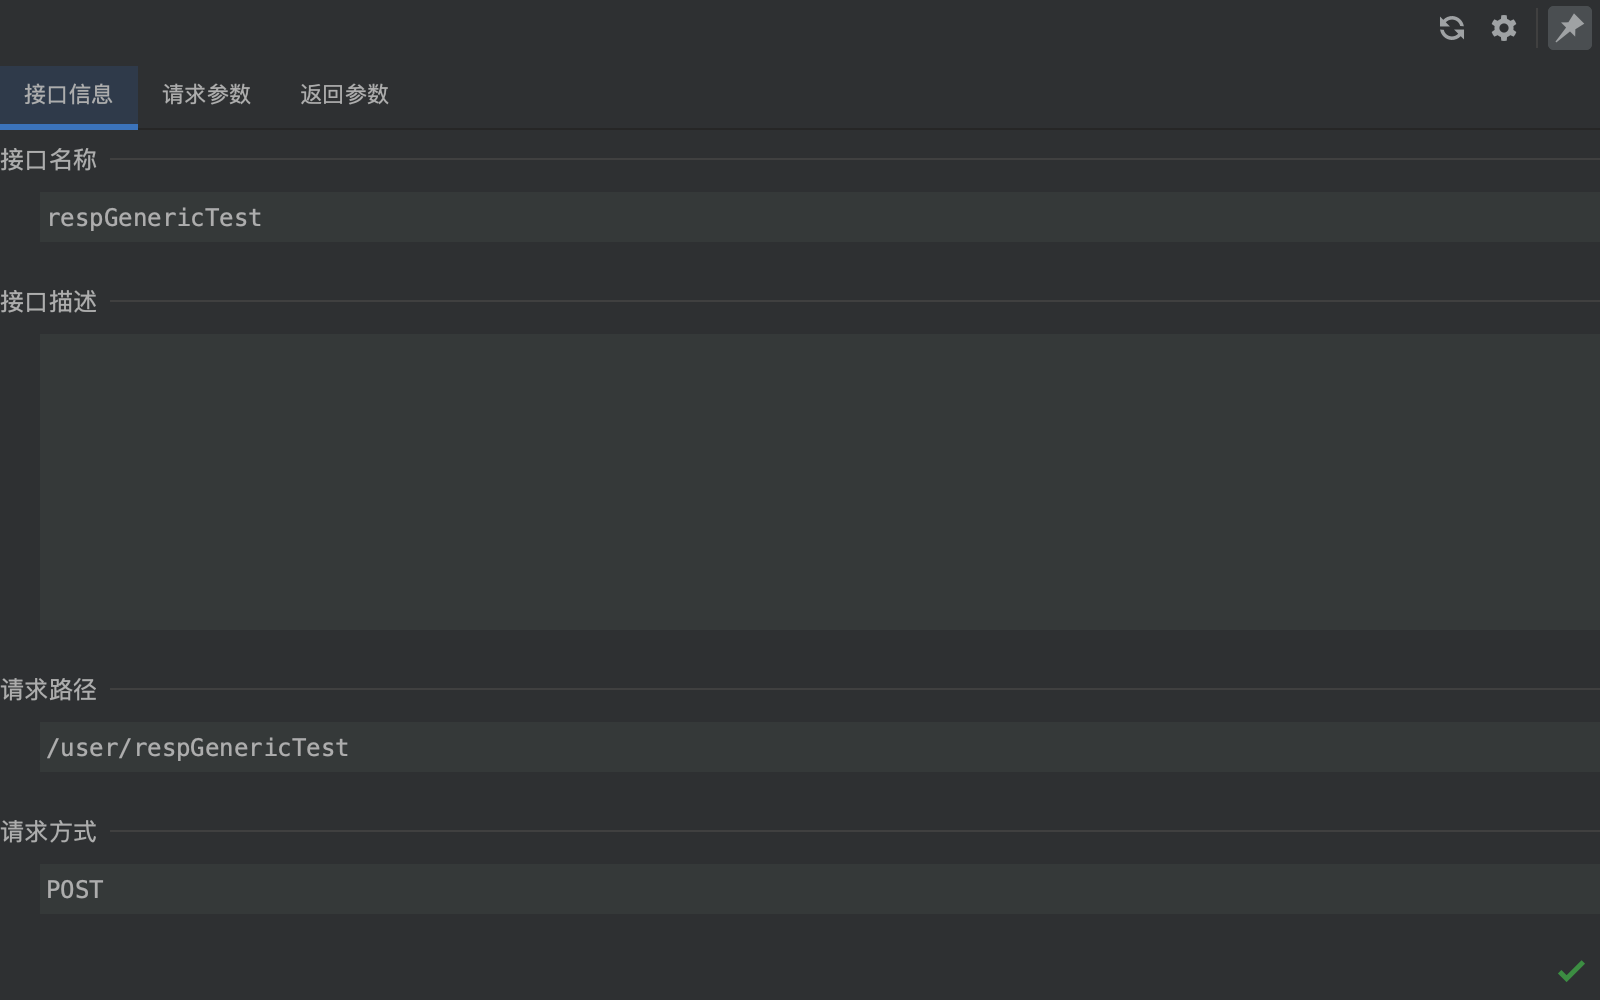 接口信息 请求参数 返回参数
接口名称
respGenericTest
接口描述
请求路径
/user/respGenericTest
请求方式
POST